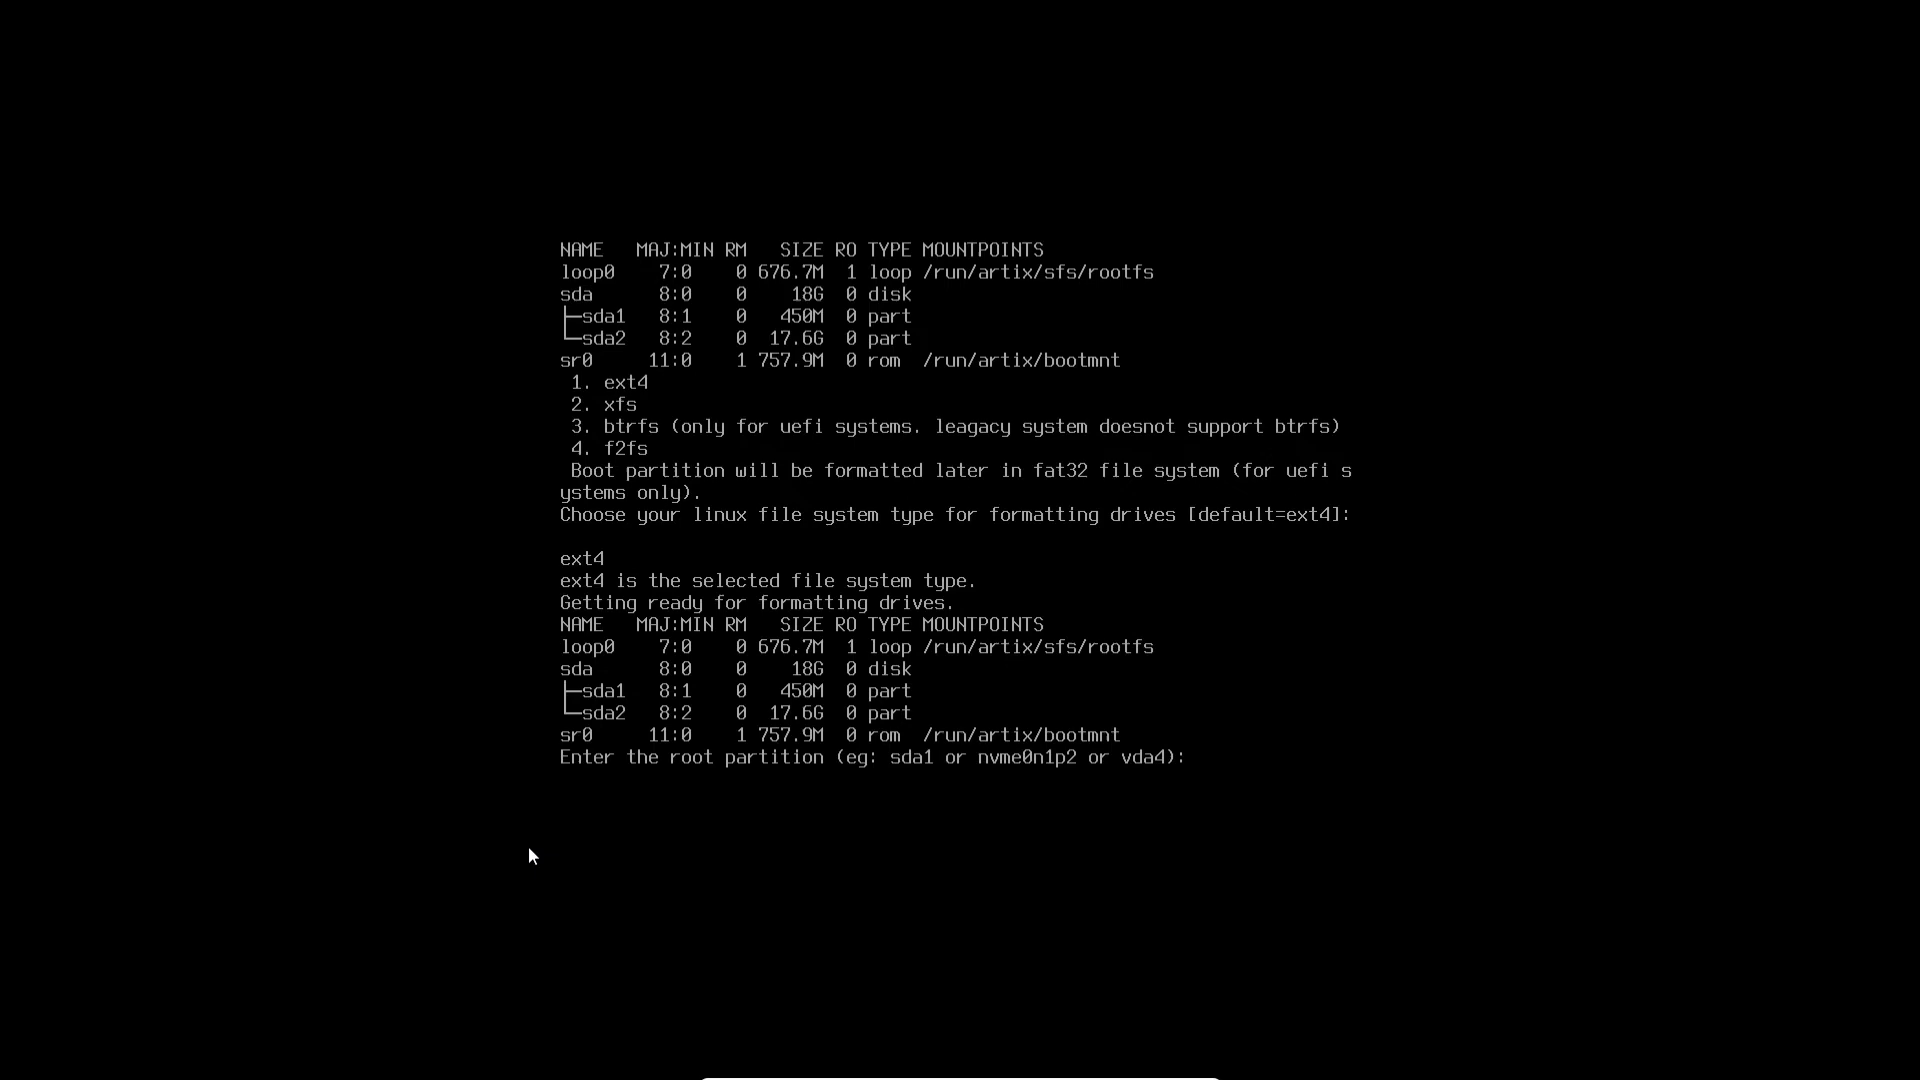 NAME   MAJ:MIN RM   SIZE RO TYPE MOUNTPOINTS
loop0    7:0    0 676.7M  1 loop /run/artix/sfs/rootfs
sda      8:0    0    18G  0 disk
├─sda1   8:1    0   450M  0 part
└─sda2   8:2    0  17.6G  0 part
sr0     11:0    1 757.9M  0 rom  /run/artix/bootmnt
 1. ext4
 2. xfs
 3. btrfs (only for uefi systems. leagacy system doesnot support btrfs)
 4. f2fs
 Boot partition will be formatted later in fat32 file system (for uefi s
ystems only).
Choose your linux file system type for formatting drives [default=ext4]:
ext4
ext4 is the selected file system type.
Getting ready for formatting drives.
NAME   MAJ:MIN RM   SIZE RO TYPE MOUNTPOINTS
loop0    7:0    0 676.7M  1 loop /run/artix/sfs/rootfs
sda      8:0    0    18G  0 disk
├─sda1   8:1    0   450M  0 part
└─sda2   8:2    0  17.6G  0 part
sr0     11:0    1 757.9M  0 rom  /run/artix/bootmnt
Enter the root partition (eg: sda1 or nvme0n1p2 or vda4):